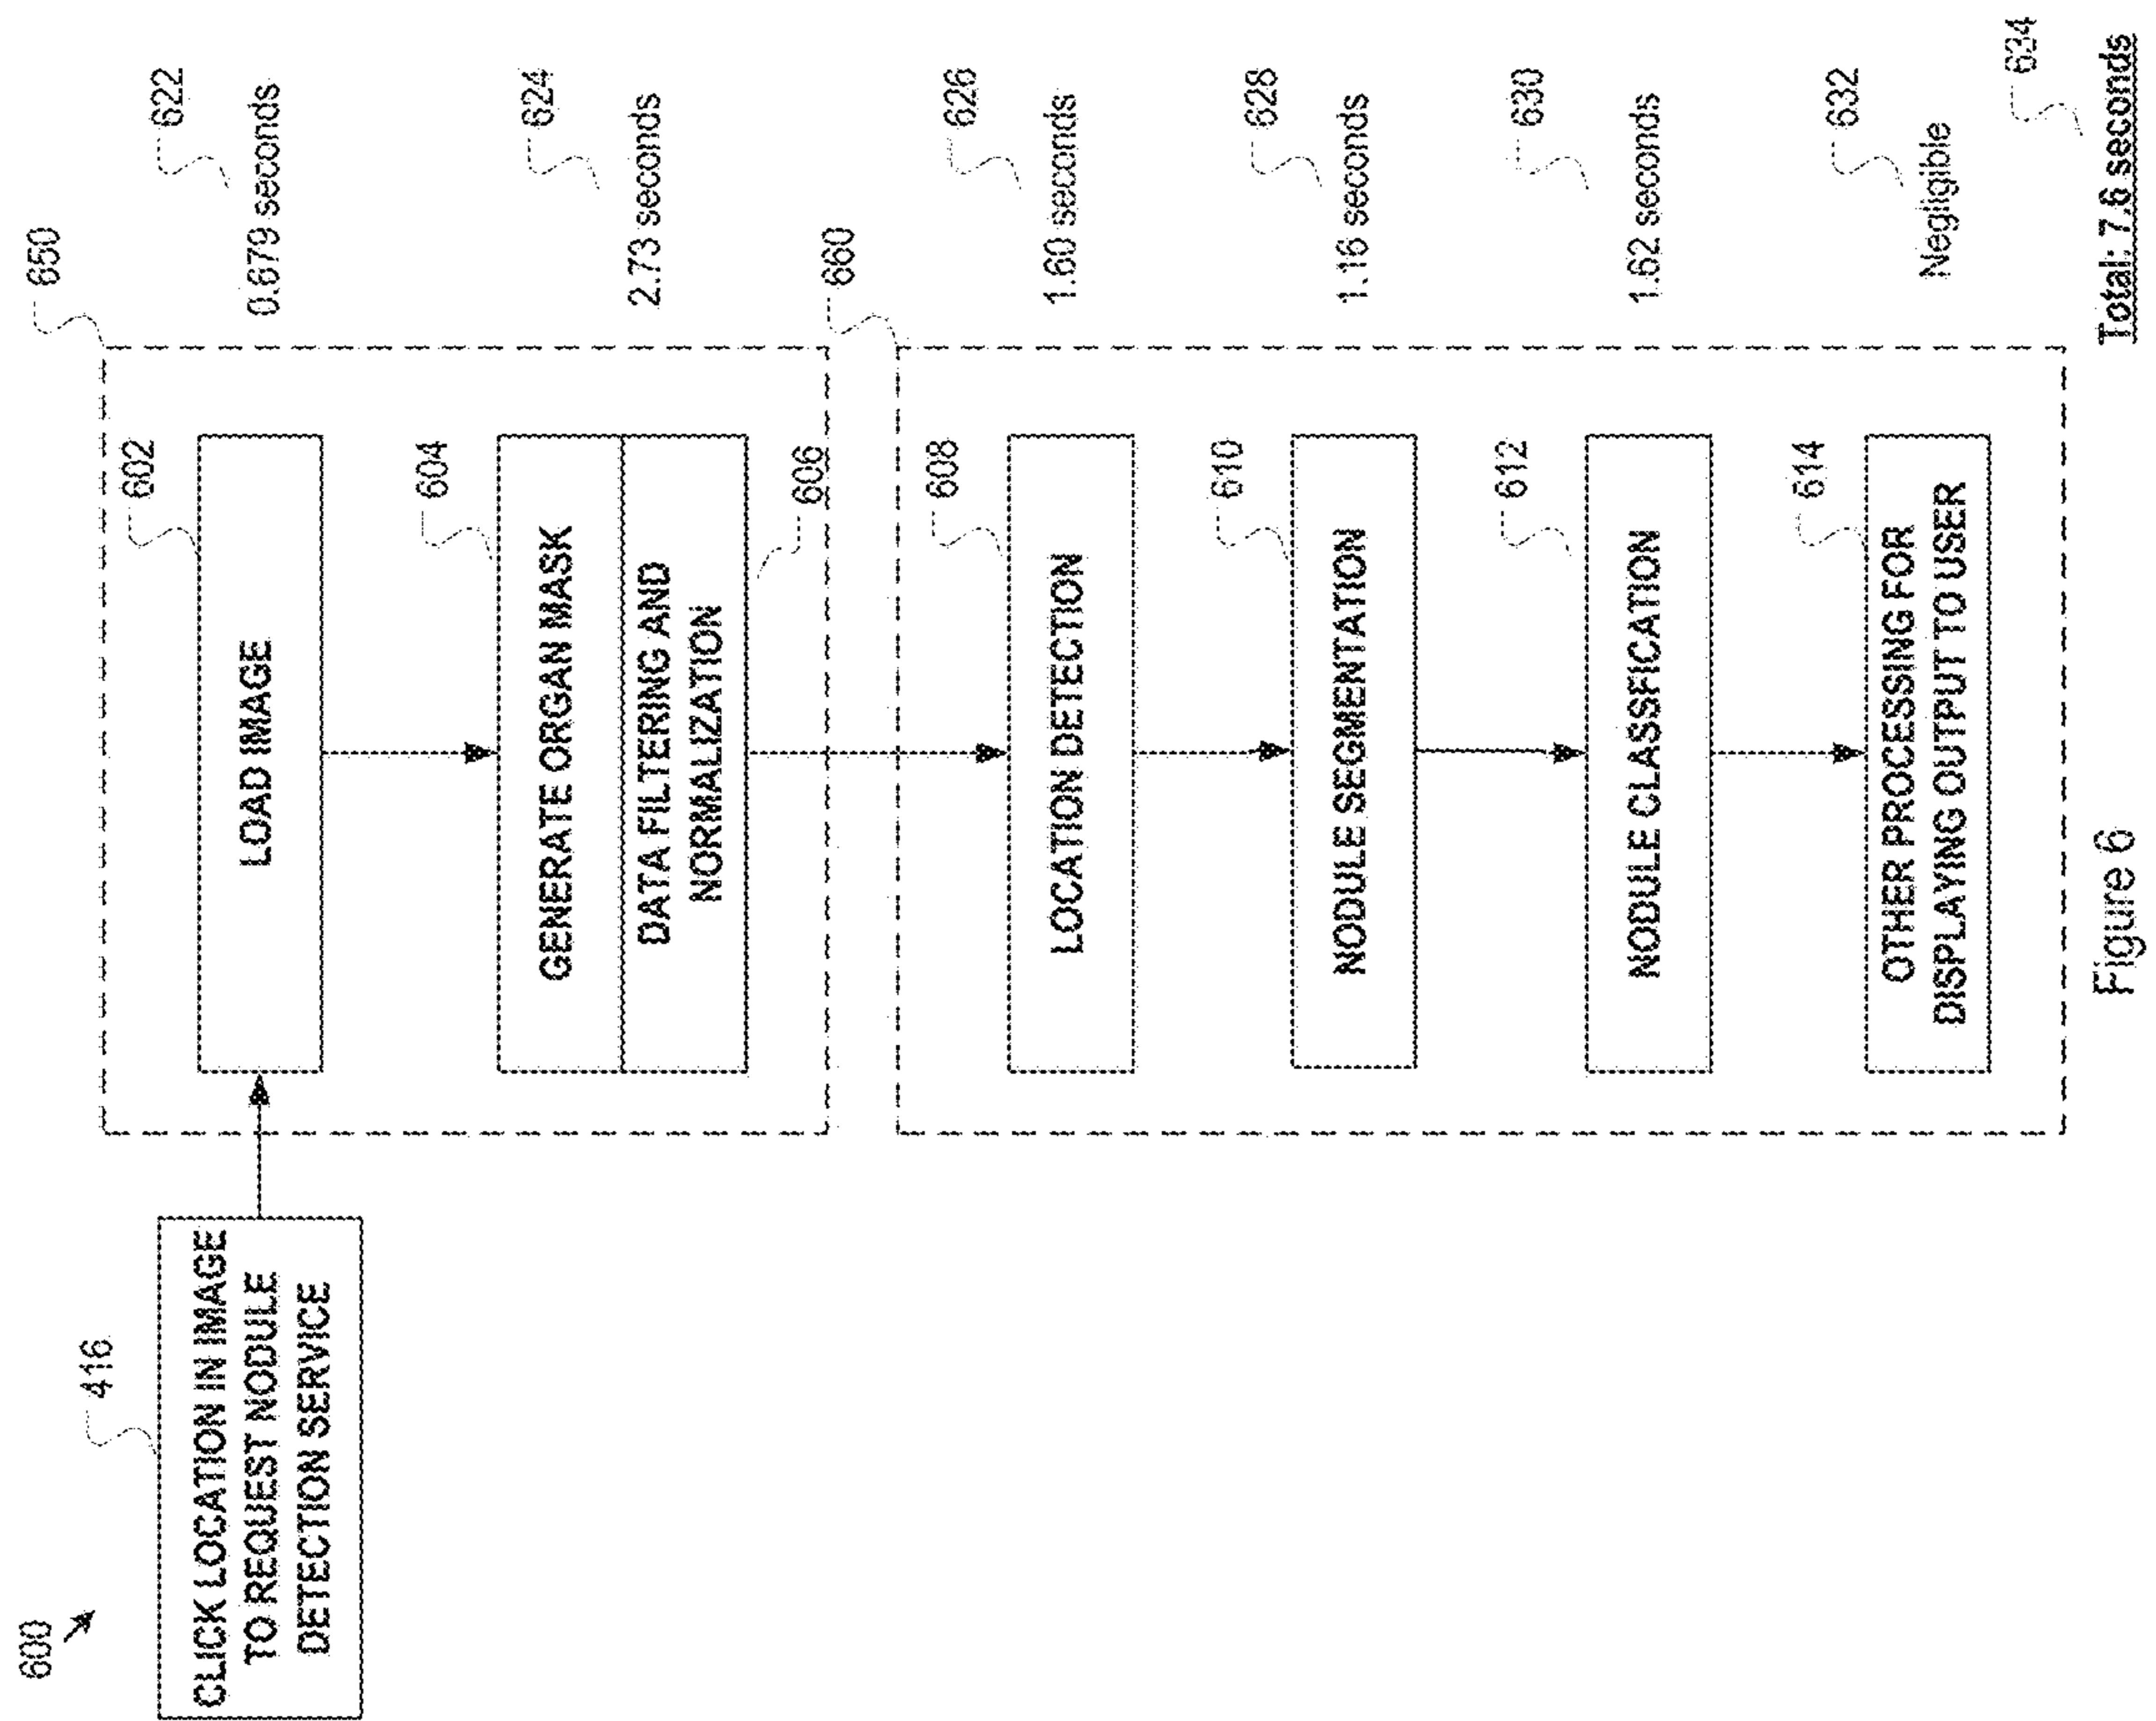 600
416
CLICK LOCATION IN IMAGE
TO REQUEST NODULE
DETECTION SERVICE
650
602
LOAD IMAGE
622
0.679 seconds
604
GENERATE ORGAN MASK
DATA FILTERING AND
NORMALIZATION
606
624
2.73 seconds
660
608
LOCATION DETECTION
626
1.60 seconds
610
NODULE SEGMENTATION
628
1.16 seconds
612
NODULE CLASSFICATION
630
1.62 seconds
614
OTHER PROCESSING FOR
DISPLAYING OUTPUT TO USER
632
Negligible
634
Total: 7.6 seconds
Figure 6